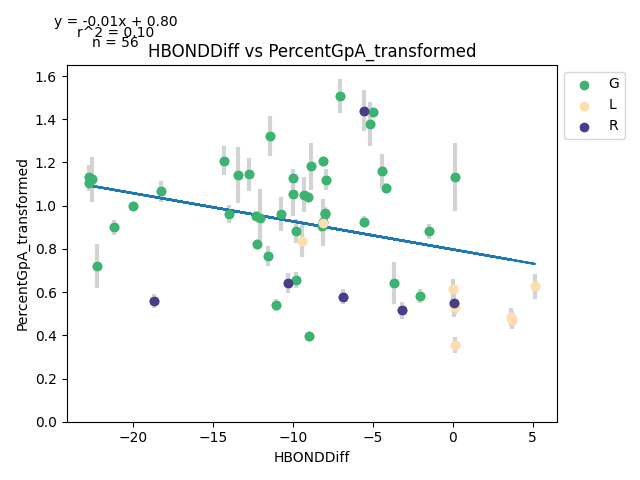 y = -0.01x + 0.80
r^2 = 0.10
n = 56
HBONDDiff vs PercentGpA_transformed
PercentGpA_transformed
1.6
1.4
1.2
1.0
0.8
0.6
0.4
0.2
0.0
−20
−15
−10
−5
0
5
HBONDDiff
G
L
R